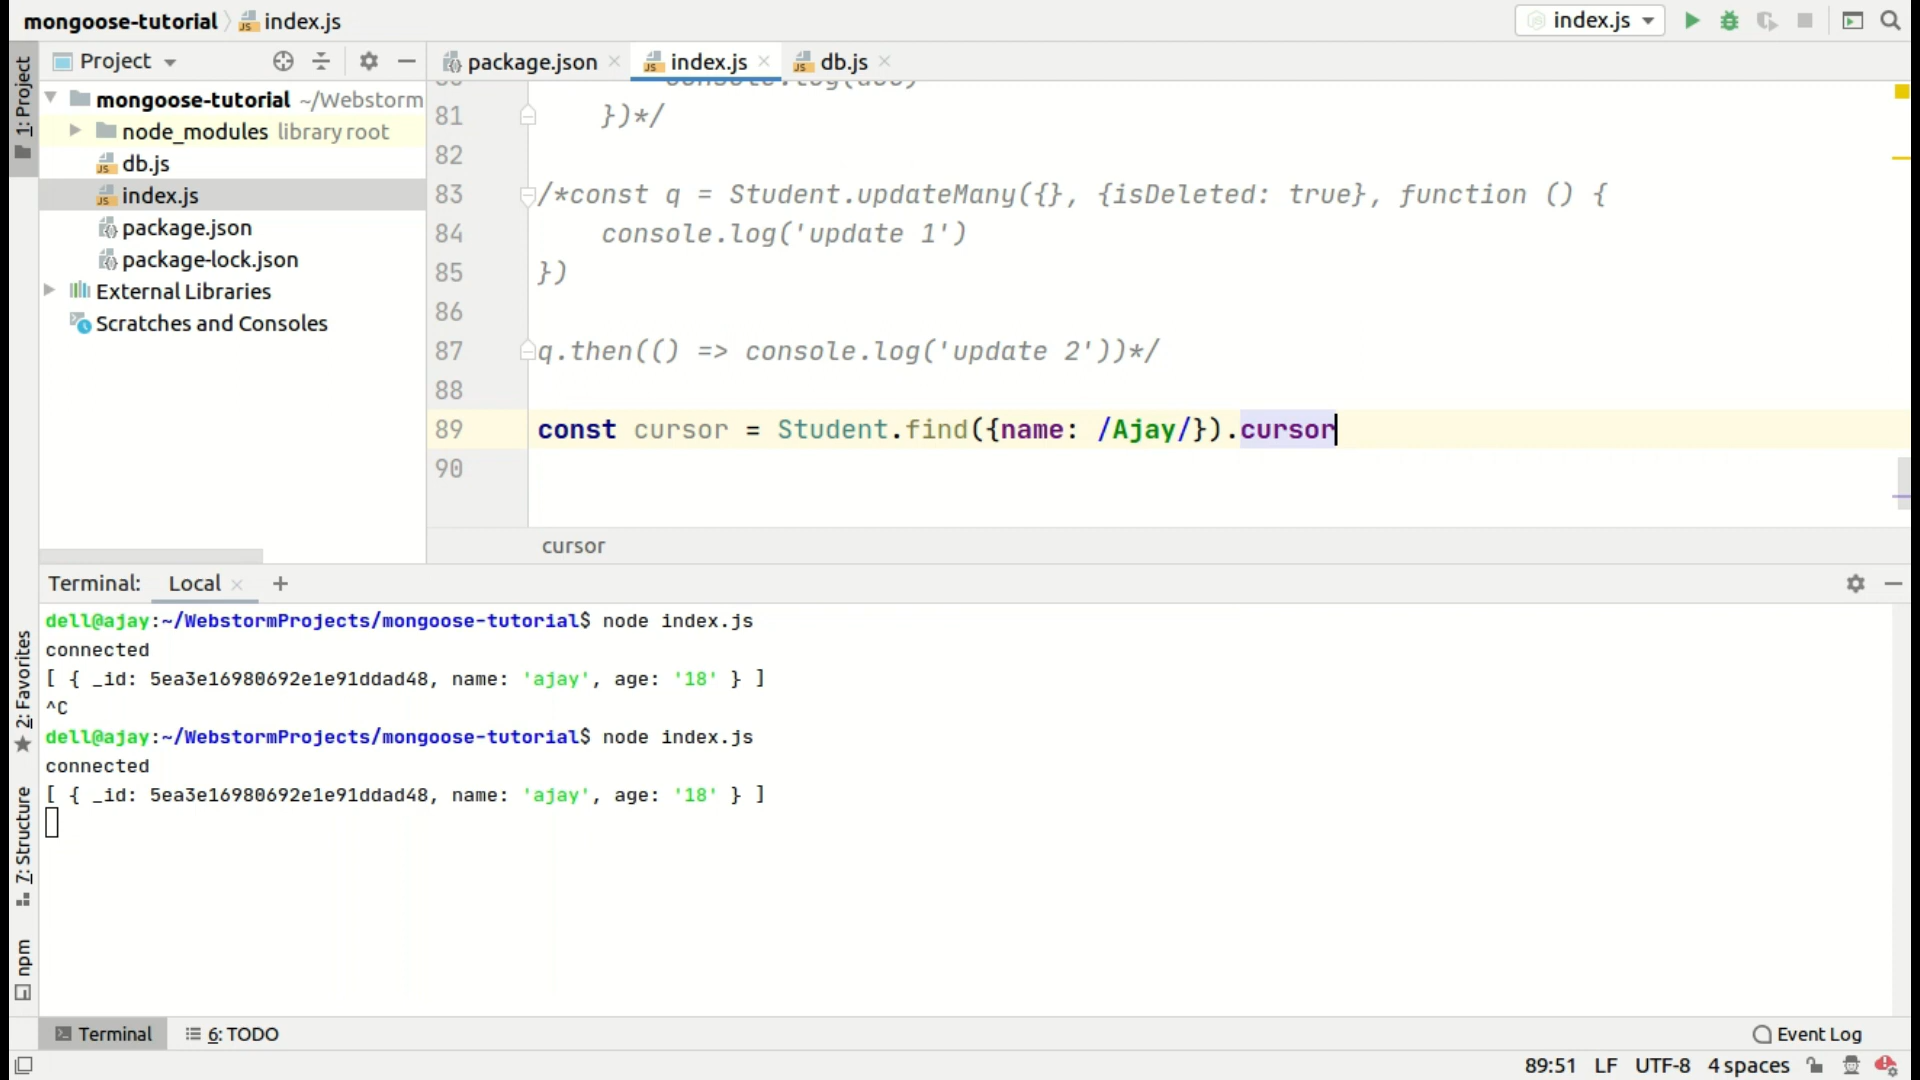 mongoose-tutorial index.js
index.js
1: Project
Project
package.json
index.js
db.js
mongoose-tutorial ~/Webstorm
node_modules library root
db.js
index.js
package.json
package-lock.json
External Libraries
Scratches and Consoles
81 })*/
82
83 /*const q = Student.updateMany({}, {isDeleted: true}, function () {
84 console.log('update 1')
85 })
86
87 q.then(() => console.log('update 2'))*/
88
89 const cursor = Student.find({name: /Ajay/}).cursor
90
cursor
Terminal: Local +
dell@ajay:~/WebstormProjects/mongoose-tutorial$ node index.js
connected
[ { _id: 5ea3e16980692e1e91ddad48, name: 'ajay', age: '18' } ]
^C
dell@ajay:~/WebstormProjects/mongoose-tutorial$ node index.js
connected
[ { _id: 5ea3e16980692e1e91ddad48, name: 'ajay', age: '18' } ]
2: Favorites
7: Structure
npm
Terminal
6: TODO
Event Log
89:51 LF UTF-8 4 spaces